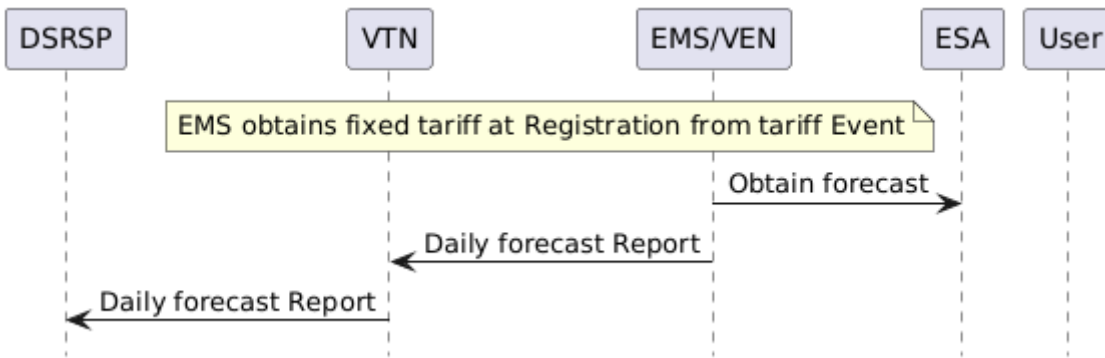 DSRSP
VTN
EMS/VEN
ESA
User
EMS obtains fixed tariff at Registration from tariff Event
Obtain forecast
Daily forecast Report
Daily forecast Report